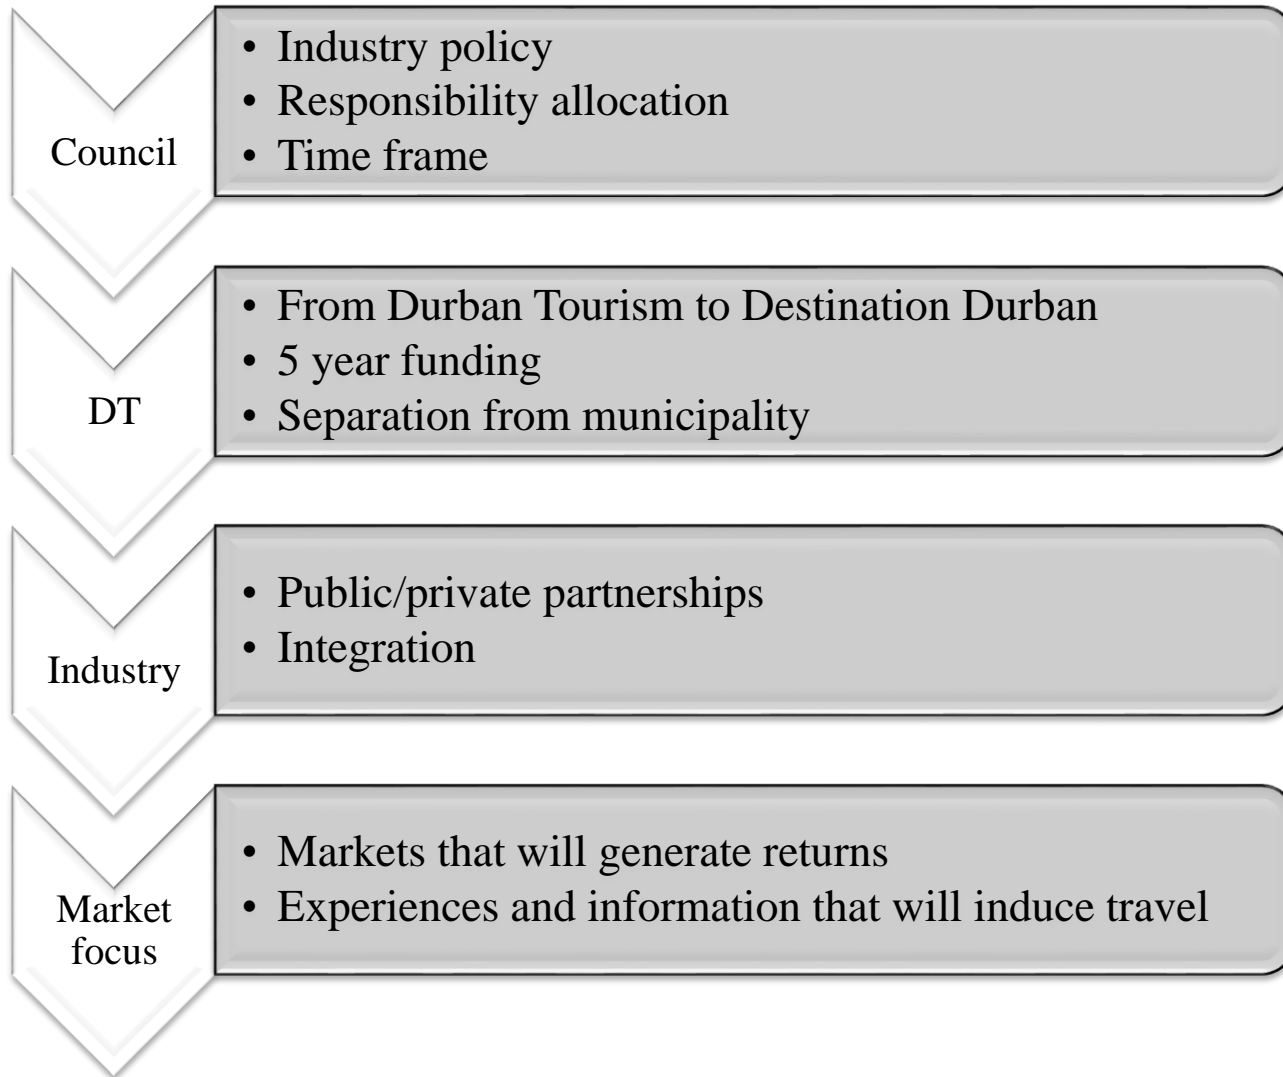 Council
• Industry policy
• Responsibility allocation
• Time frame
DT
• From Durban Tourism to Destination Durban
• 5 year funding
• Separation from municipality
Industry
• Public/private partnerships
• Integration
Market
focus
• Markets that will generate returns
• Experiences and information that will induce travel